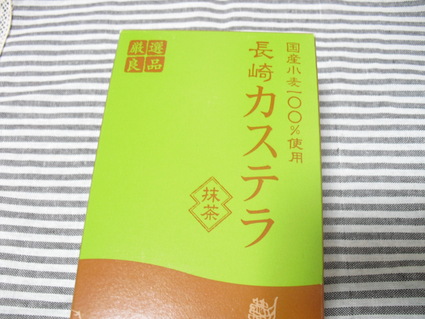 国産小麦一〇〇％使用
長崎カステラ
抹茶
厳選
良品